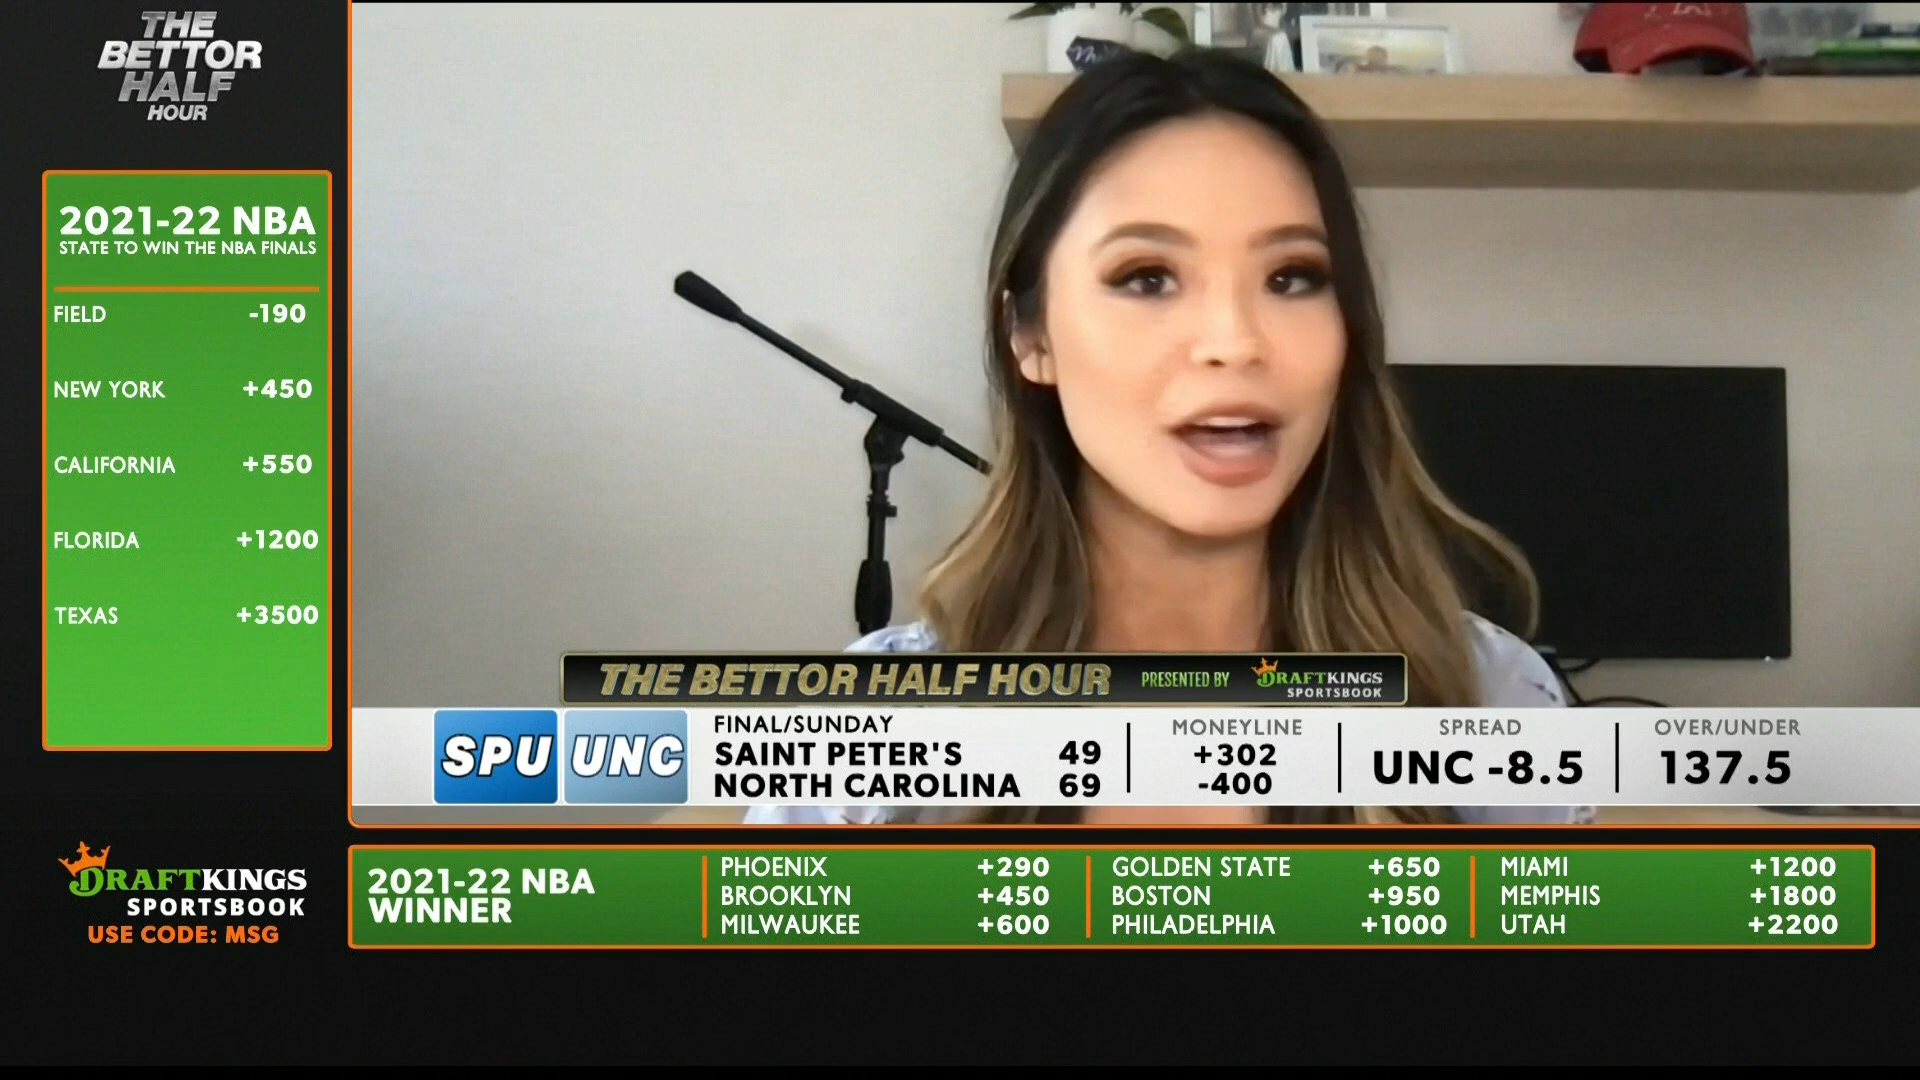 THE
BETTOR
HALF
HOUR
2021-22 NBA
STATE TO WIN THE NBA FINALS
FIELD -190
NEW YORK +450
CALIFORNIA +550
FLORIDA +1200
TEXAS +3500
THE BETTOR HALF HOUR PRESENTED BY DRAFTKINGS SPORTSBOOK
SPU UNC
FINAL/SUNDAY
SAINT PETER'S 49
NORTH CAROLINA 69
MONEYLINE
+302
-400
SPREAD
UNC -8.5
OVER/UNDER
137.5
DRAFTKINGS
SPORTSBOOK
USE CODE: MSG
2021-22 NBA
WINNER
PHOENIX +290
BROOKLYN +450
MILWAUKEE +600
GOLDEN STATE +650
BOSTON +950
PHILADELPHIA +1000
MIAMI +1200
MEMPHIS +1800
UTAH +2200